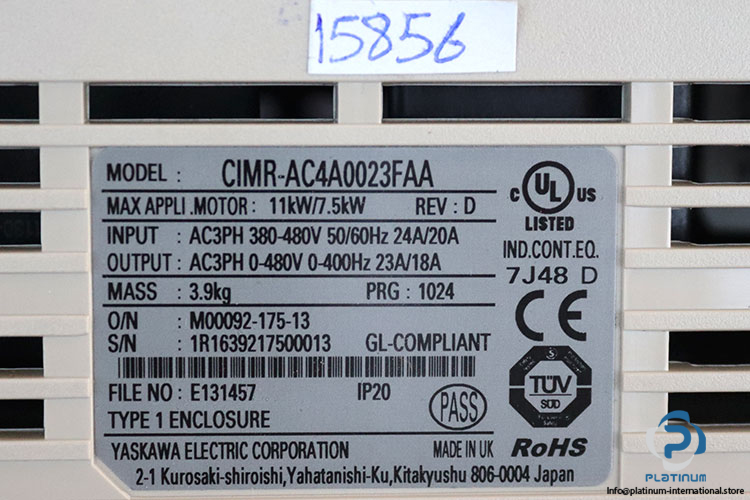 15856
MODEL : CIMR-AC4A0023FAA
MAX APPLI .MOTOR : 11kW/7.5kW REV : D
INPUT : AC3PH 380-480V 50/60Hz 24A/20A
OUTPUT : AC3PH 0-480V 0-400Hz 23A/18A
MASS : 3.9kg PRG : 1024
O/N : M00092-175-13
S/N : 1R1639217500013 GL-COMPLIANT
FILE NO : E131457 IP20
TYPE 1 ENCLOSURE
PASS
YASKAWA ELECTRIC CORPORATION MADE IN UK
2-1 Kurosaki-shiroishi,Yahatanishi-Ku,Kitakyushu 806-0004 Japan
C UL US
LISTED
IND.CONT.EQ.
7J48 D
CE
TÜV
SÜD
RoHS
PLATINUM
INTERNATIONAL
Info@platinum-international.store